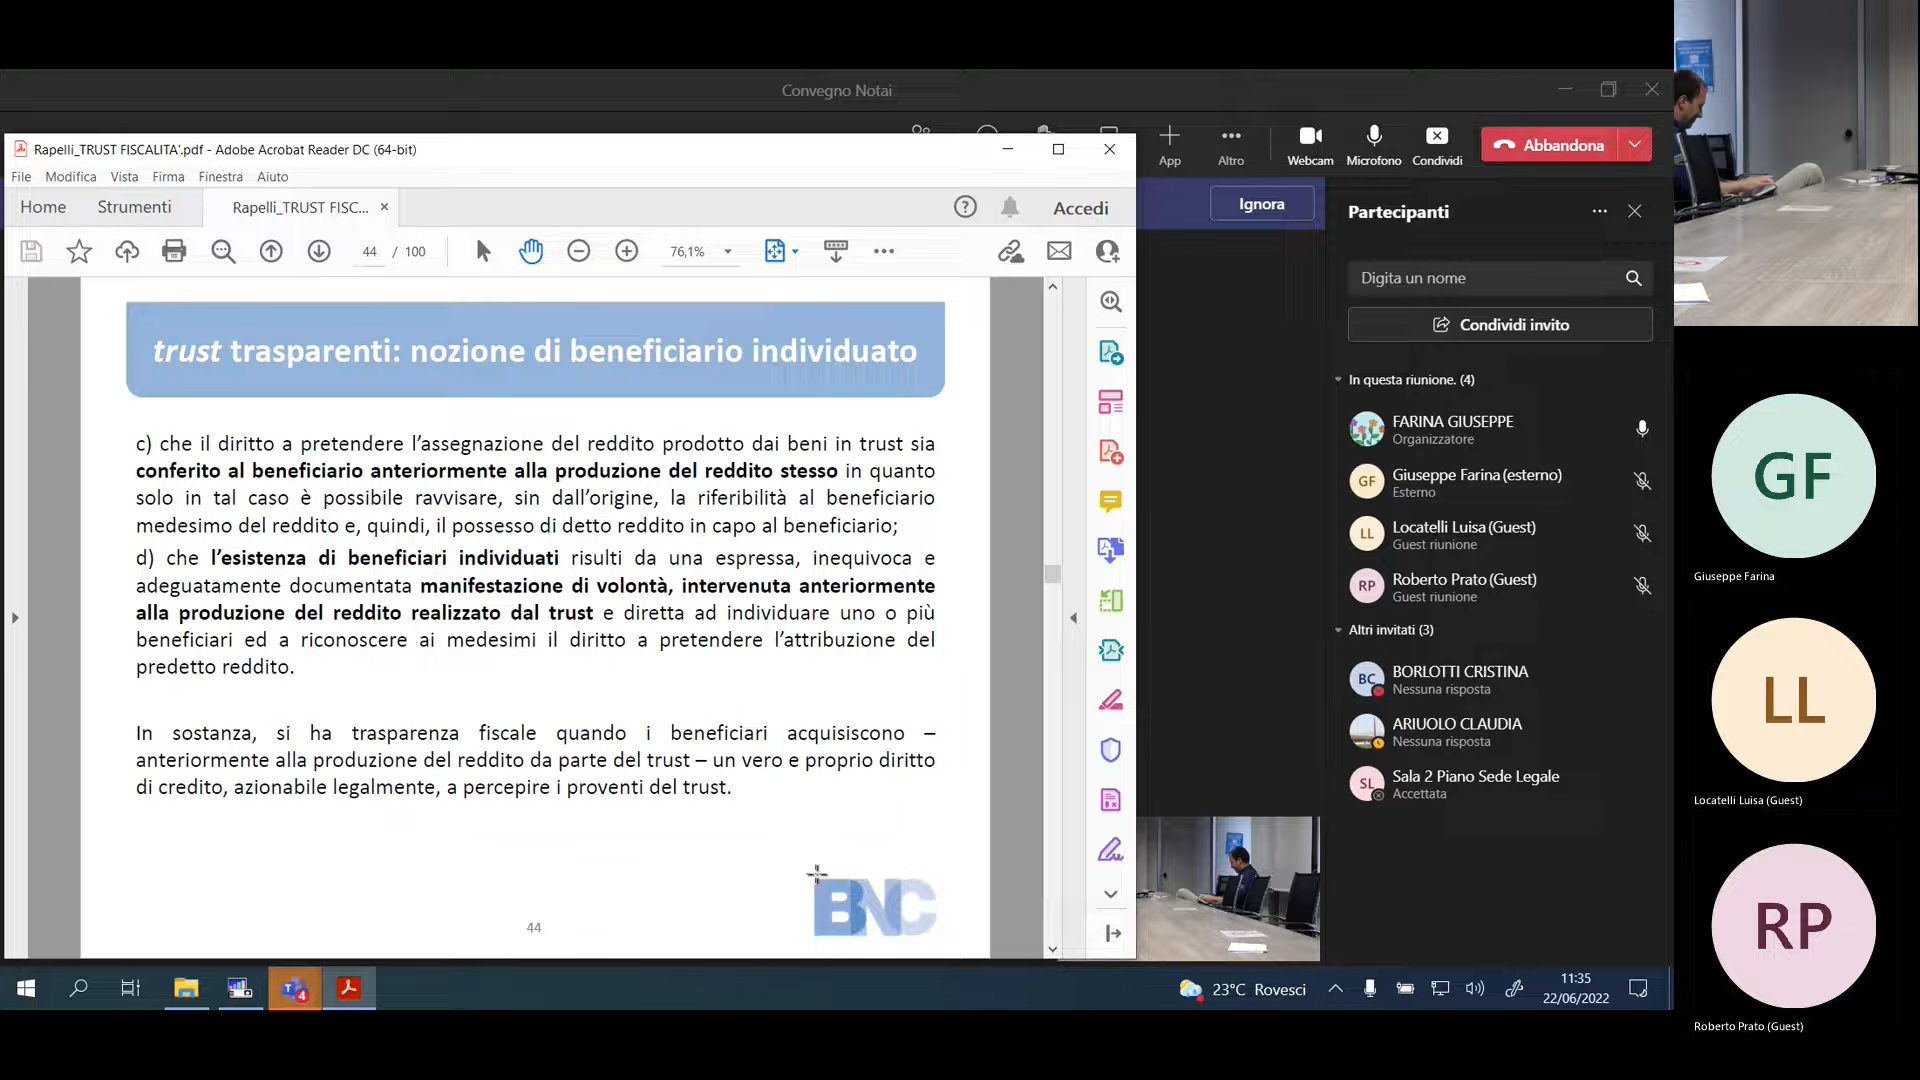 Convegno Notai
Rapelli_TRUST FISCALITA'.pdf - Adobe Acrobat Reader DC (64-bit)
File Modifica Vista Firma Finestra Aiuto
Home Strumenti Rapelli_TRUST FISC... Accedi
44 / 100 76,1%
App Altro Webcam Microfono Condividi Abbandona
Ignora
trust trasparenti: nozione di beneficiario individuato
c) che il diritto a pretendere l’assegnazione del reddito prodotto dai beni in trust sia
conferito al beneficiario anteriormente alla produzione del reddito stesso in quanto
solo in tal caso è possibile ravvisare, sin dall’origine, la riferibilità al beneficiario
medesimo del reddito e, quindi, il possesso di detto reddito in capo al beneficiario;
d) che l’esistenza di beneficiari individuati risulti da una espressa, inequivoca e
adeguatamente documentata manifestazione di volontà, intervenuta anteriormente
alla produzione del reddito realizzato dal trust e diretta ad individuare uno o più
beneficiari ed a riconoscere ai medesimi il diritto a pretendere l’attribuzione del
predetto reddito.
In sostanza, si ha trasparenza fiscale quando i beneficiari acquisiscono –
anteriormente alla produzione del reddito da parte del trust – un vero e proprio diritto
di credito, azionabile legalmente, a percepire i proventi del trust.
44
BNC
Partecipanti
Digita un nome
Condividi invito
In questa riunione. (4)
FARINA GIUSEPPE
Organizzatore
GF Giuseppe Farina (esterno)
Esterno
LL Locatelli Luisa (Guest)
Guest riunione
RP Roberto Prato (Guest)
Guest riunione
Altri invitati (3)
BC BORLOTTI CRISTINA
Nessuna risposta
ARIUOLO CLAUDIA
Nessuna risposta
SL Sala 2 Piano Sede Legale
Accettata
4
23°C Rovesci
11:35
22/06/2022
GF
Giuseppe Farina
LL
Locatelli Luisa (Guest)
RP
Roberto Prato (Guest)